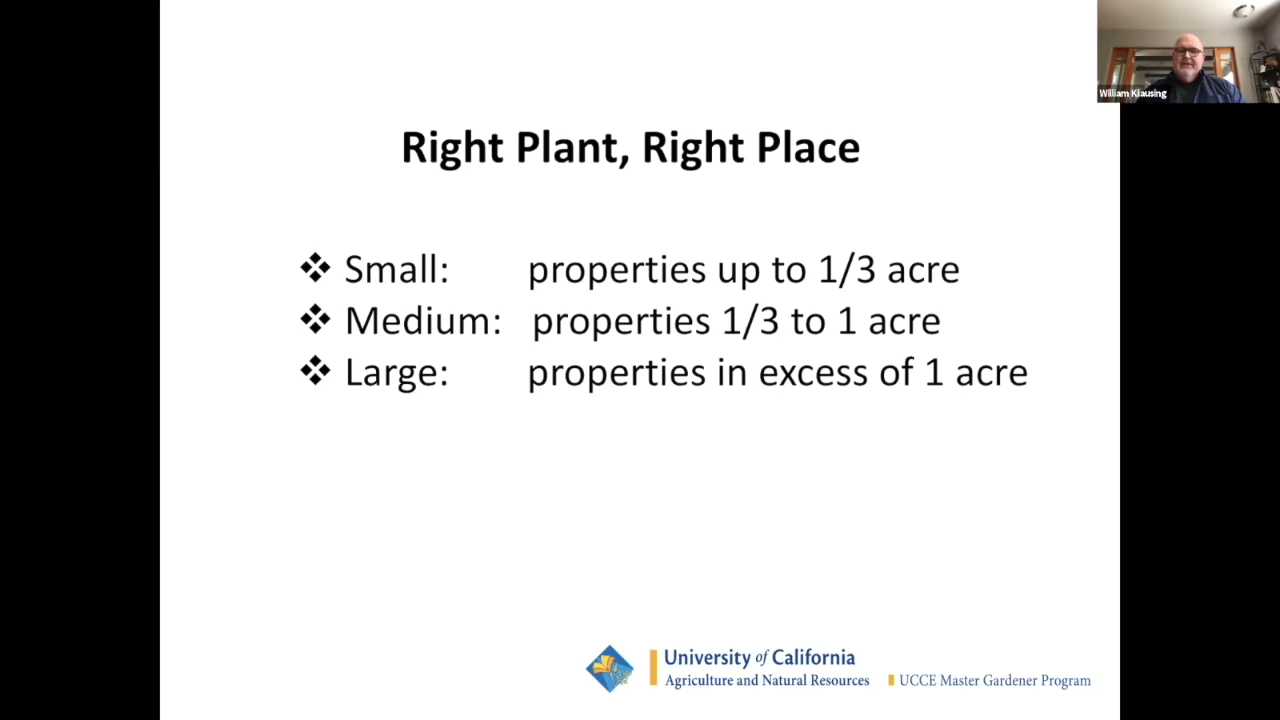 William Klausing
Right Plant, Right Place
❖ Small: properties up to 1/3 acre
❖ Medium: properties 1/3 to 1 acre
❖ Large: properties in excess of 1 acre
University of California
Agriculture and Natural Resources
UCCE Master Gardener Program